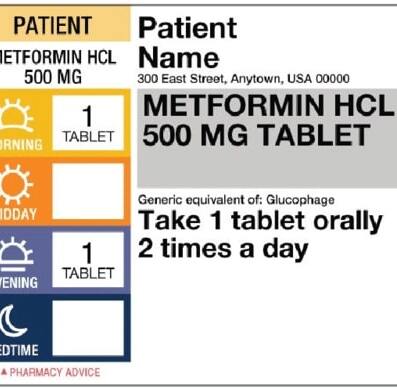 PATIENT
METFORMIN HCL
500 MG
ORNING
1
TABLET
IDDAY
VENING
1
TABLET
EDTIME
▲ PHARMACY ADVICE
Patient
Name
300 East Street, Anytown, USA 00000
METFORMIN HCL
500 MG TABLET
Generic equivalent of: Glucophage
Take 1 tablet orally
2 times a day